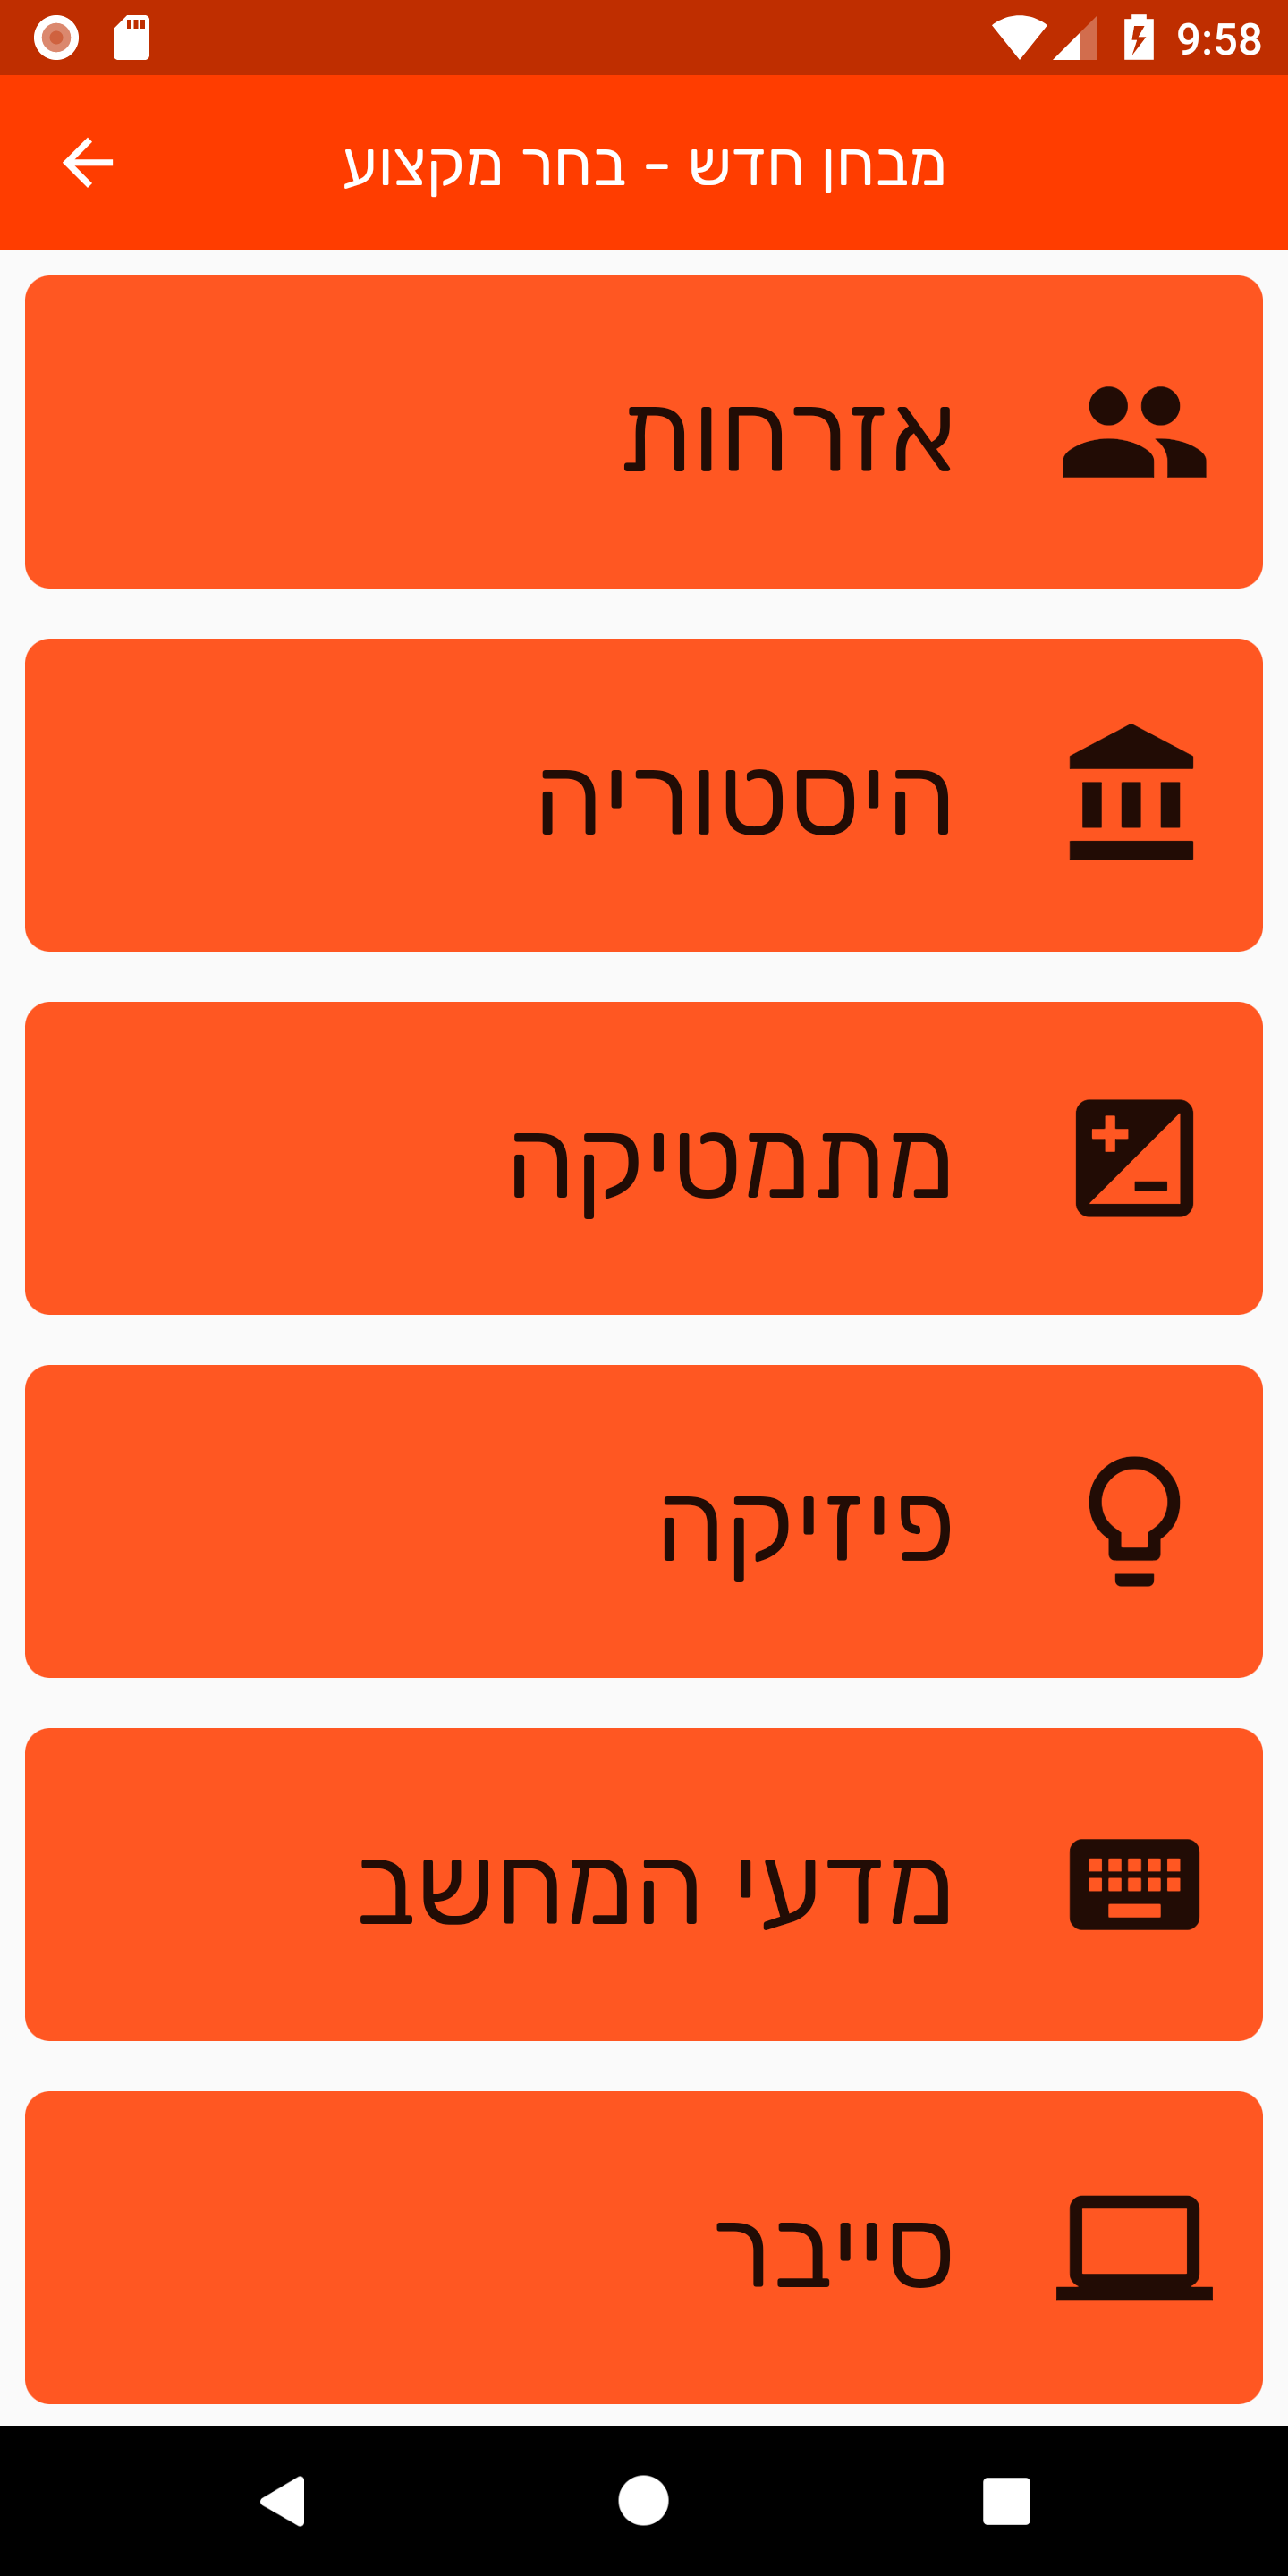 9:58
מבחן חדש - בחר מקצוע
אזרחות
היסטוריה
מתמטיקה
פיזיקה
מדעי המחשב
סייבר